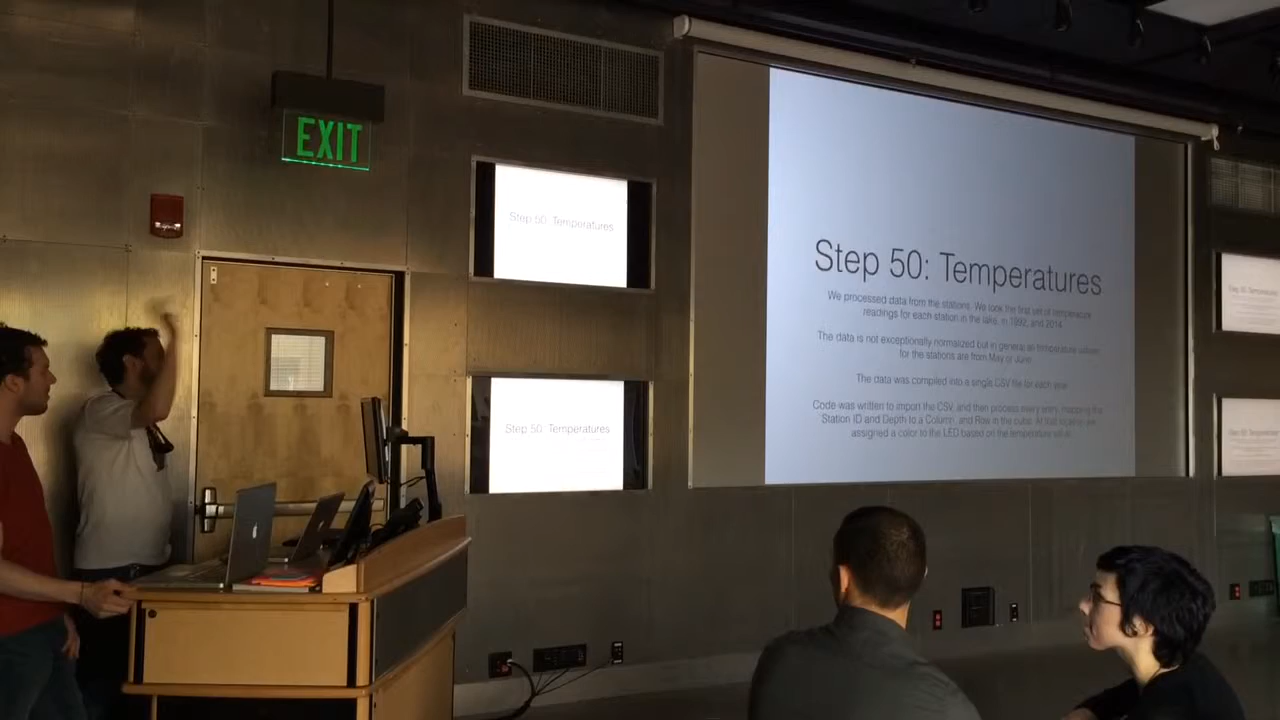 EXIT
Step 50: Temperatures
Step 50: Temperatures
Step 50: Temperatures
We processed data from the stations. We took the first set of temperature
readings for each station in the lake, in 1992, and 2014
The data is not exceptionally normalized but in general all temperature values
for the stations are from May or June
The data was compiled into a single CSV file for each year
Code was written to import the CSV, and then process every entry, mapping the
Station ID and Depth to a Column, and Row in the cube.
assigned a color to the LED based on the temperature